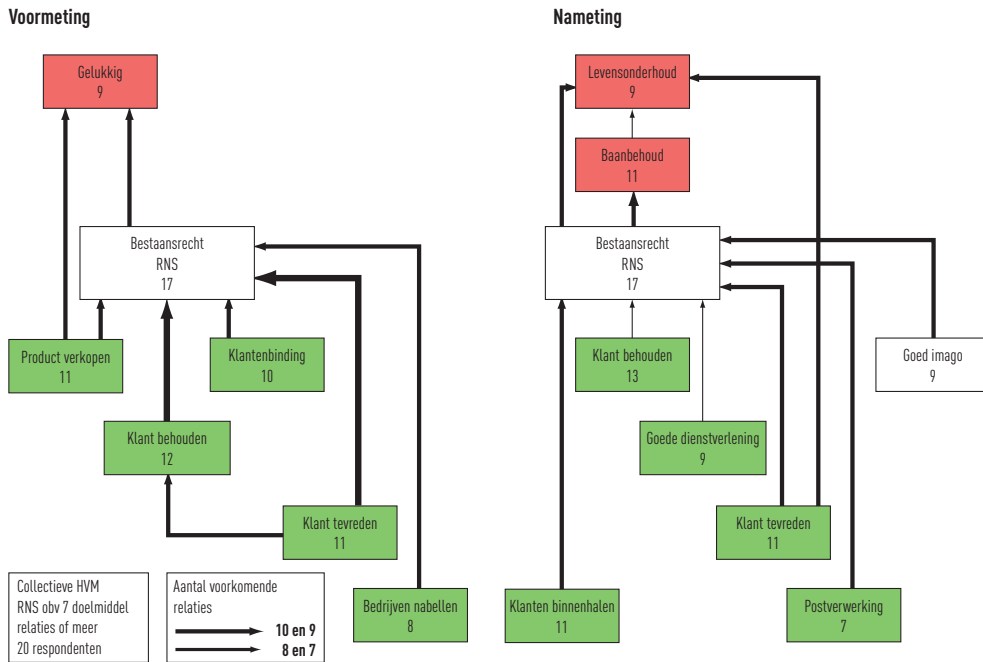 Voormeting
Gelukkig
9
Bestaansrecht
RNS
17
Product verkopen
11
Klantenbinding
10
Klant behouden
12
Klant tevreden
11
Bedrijven nabellen
8
Collectieve HVM
RNS obv 7 doelmiddel
relaties of meer
20 respondenten
Aantal voorkomende
relaties
10 en 9
8 en 7
Nameting
Levensonderhoud
9
Baanbehoud
11
Bestaansrecht
RNS
17
Klant behouden
13
Goed imago
9
Goede dienstverlening
9
Klant tevreden
11
Klanten binnenhalen
11
Postverwerking
7